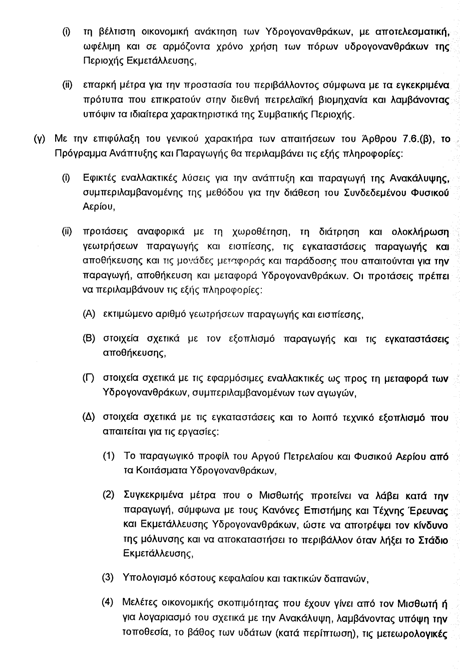 (i) τη βέλτιστη οικονομική ανάκτηση των Υδρογονανθράκων, με αποτελεσματική,
ωφέλιμη και σε αρμόζοντα χρόνο χρήση των πόρων υδρογονανθράκων της
Περιοχής Εκμετάλλευσης,
(ii) επαρκή μέτρα για την προστασία του περιβάλλοντος σύμφωνα με τα εγκεκριμένα
πρότυπα που επικρατούν στην διεθνή πετρελαϊκή βιομηχανία και λαμβάνοντας
υπόψιν τα ιδιαίτερα χαρακτηριστικά της Συμβατικής Περιοχής.
(γ) Με την επιφύλαξη του γενικού χαρακτήρα των απαιτήσεων του Άρθρου 7.6.(β), το
Πρόγραμμα Ανάπτυξης και Παραγωγής θα περιλαμβάνει τις εξής πληροφορίες:
(i) Εφικτές εναλλακτικές λύσεις για την ανάπτυξη και παραγωγή της Ανακάλυψης,
συμπεριλαμβανομένης της μεθόδου για την διάθεση του Συνδεδεμένου Φυσικού
Αερίου,
(ii) προτάσεις αναφορικά με τη χωροθέτηση, τη διάτρηση και ολοκλήρωση
γεωτρήσεων παραγωγής και εισπίεσης, τις εγκαταστάσεις παραγωγής και
αποθήκευσης και τις μονάδες μεταφοράς και παράδοσης που απαιτούνται για την
παραγωγή, αποθήκευση και μεταφορά Υδρογονανθράκων. Οι προτάσεις πρέπει
να περιλαμβάνουν τις εξής πληροφορίες:
(Α) εκτιμώμενο αριθμό γεωτρήσεων παραγωγής και εισπίεσης,
(Β) στοιχεία σχετικά με τον εξοπλισμό παραγωγής και τις εγκαταστάσεις
αποθήκευσης,
(Γ) στοιχεία σχετικά με τις εφαρμόσιμες εναλλακτικές ως προς τη μεταφορά των
Υδρογονανθράκων, συμπεριλαμβανομένων των αγωγών,
(Δ) στοιχεία σχετικά με τις εγκαταστάσεις και το λοιπό τεχνικό εξοπλισμό που
απαιτείται για τις εργασίες:
(1) Το παραγωγικό προφίλ του Αργού Πετρελαίου και Φυσικού Αερίου από
τα Κοιτάσματα Υδρογονανθράκων,
(2) Συγκεκριμένα μέτρα που ο Μισθωτής προτείνει να λάβει κατά την
παραγωγή, σύμφωνα με τους Κανόνες Επιστήμης και Τέχνης Έρευνας
και Εκμετάλλευσης Υδρογονανθράκων, ώστε να αποτρέψει τον κίνδυνο
της μόλυνσης και να αποκαταστήσει το περιβάλλον όταν λήξει το Στάδιο
Εκμετάλλευσης,
(3) Υπολογισμό κόστους κεφαλαίου και τακτικών δαπανών,
(4) Μελέτες οικονομικής σκοπιμότητας που έχουν γίνει από τον Μισθωτή ή
για λογαριασμό του σχετικά με την Ανακάλυψη, λαμβάνοντας υπόψη την
τοποθεσία, το βάθος των υδάτων (κατά περίπτωση), τις μετεωρολογικές